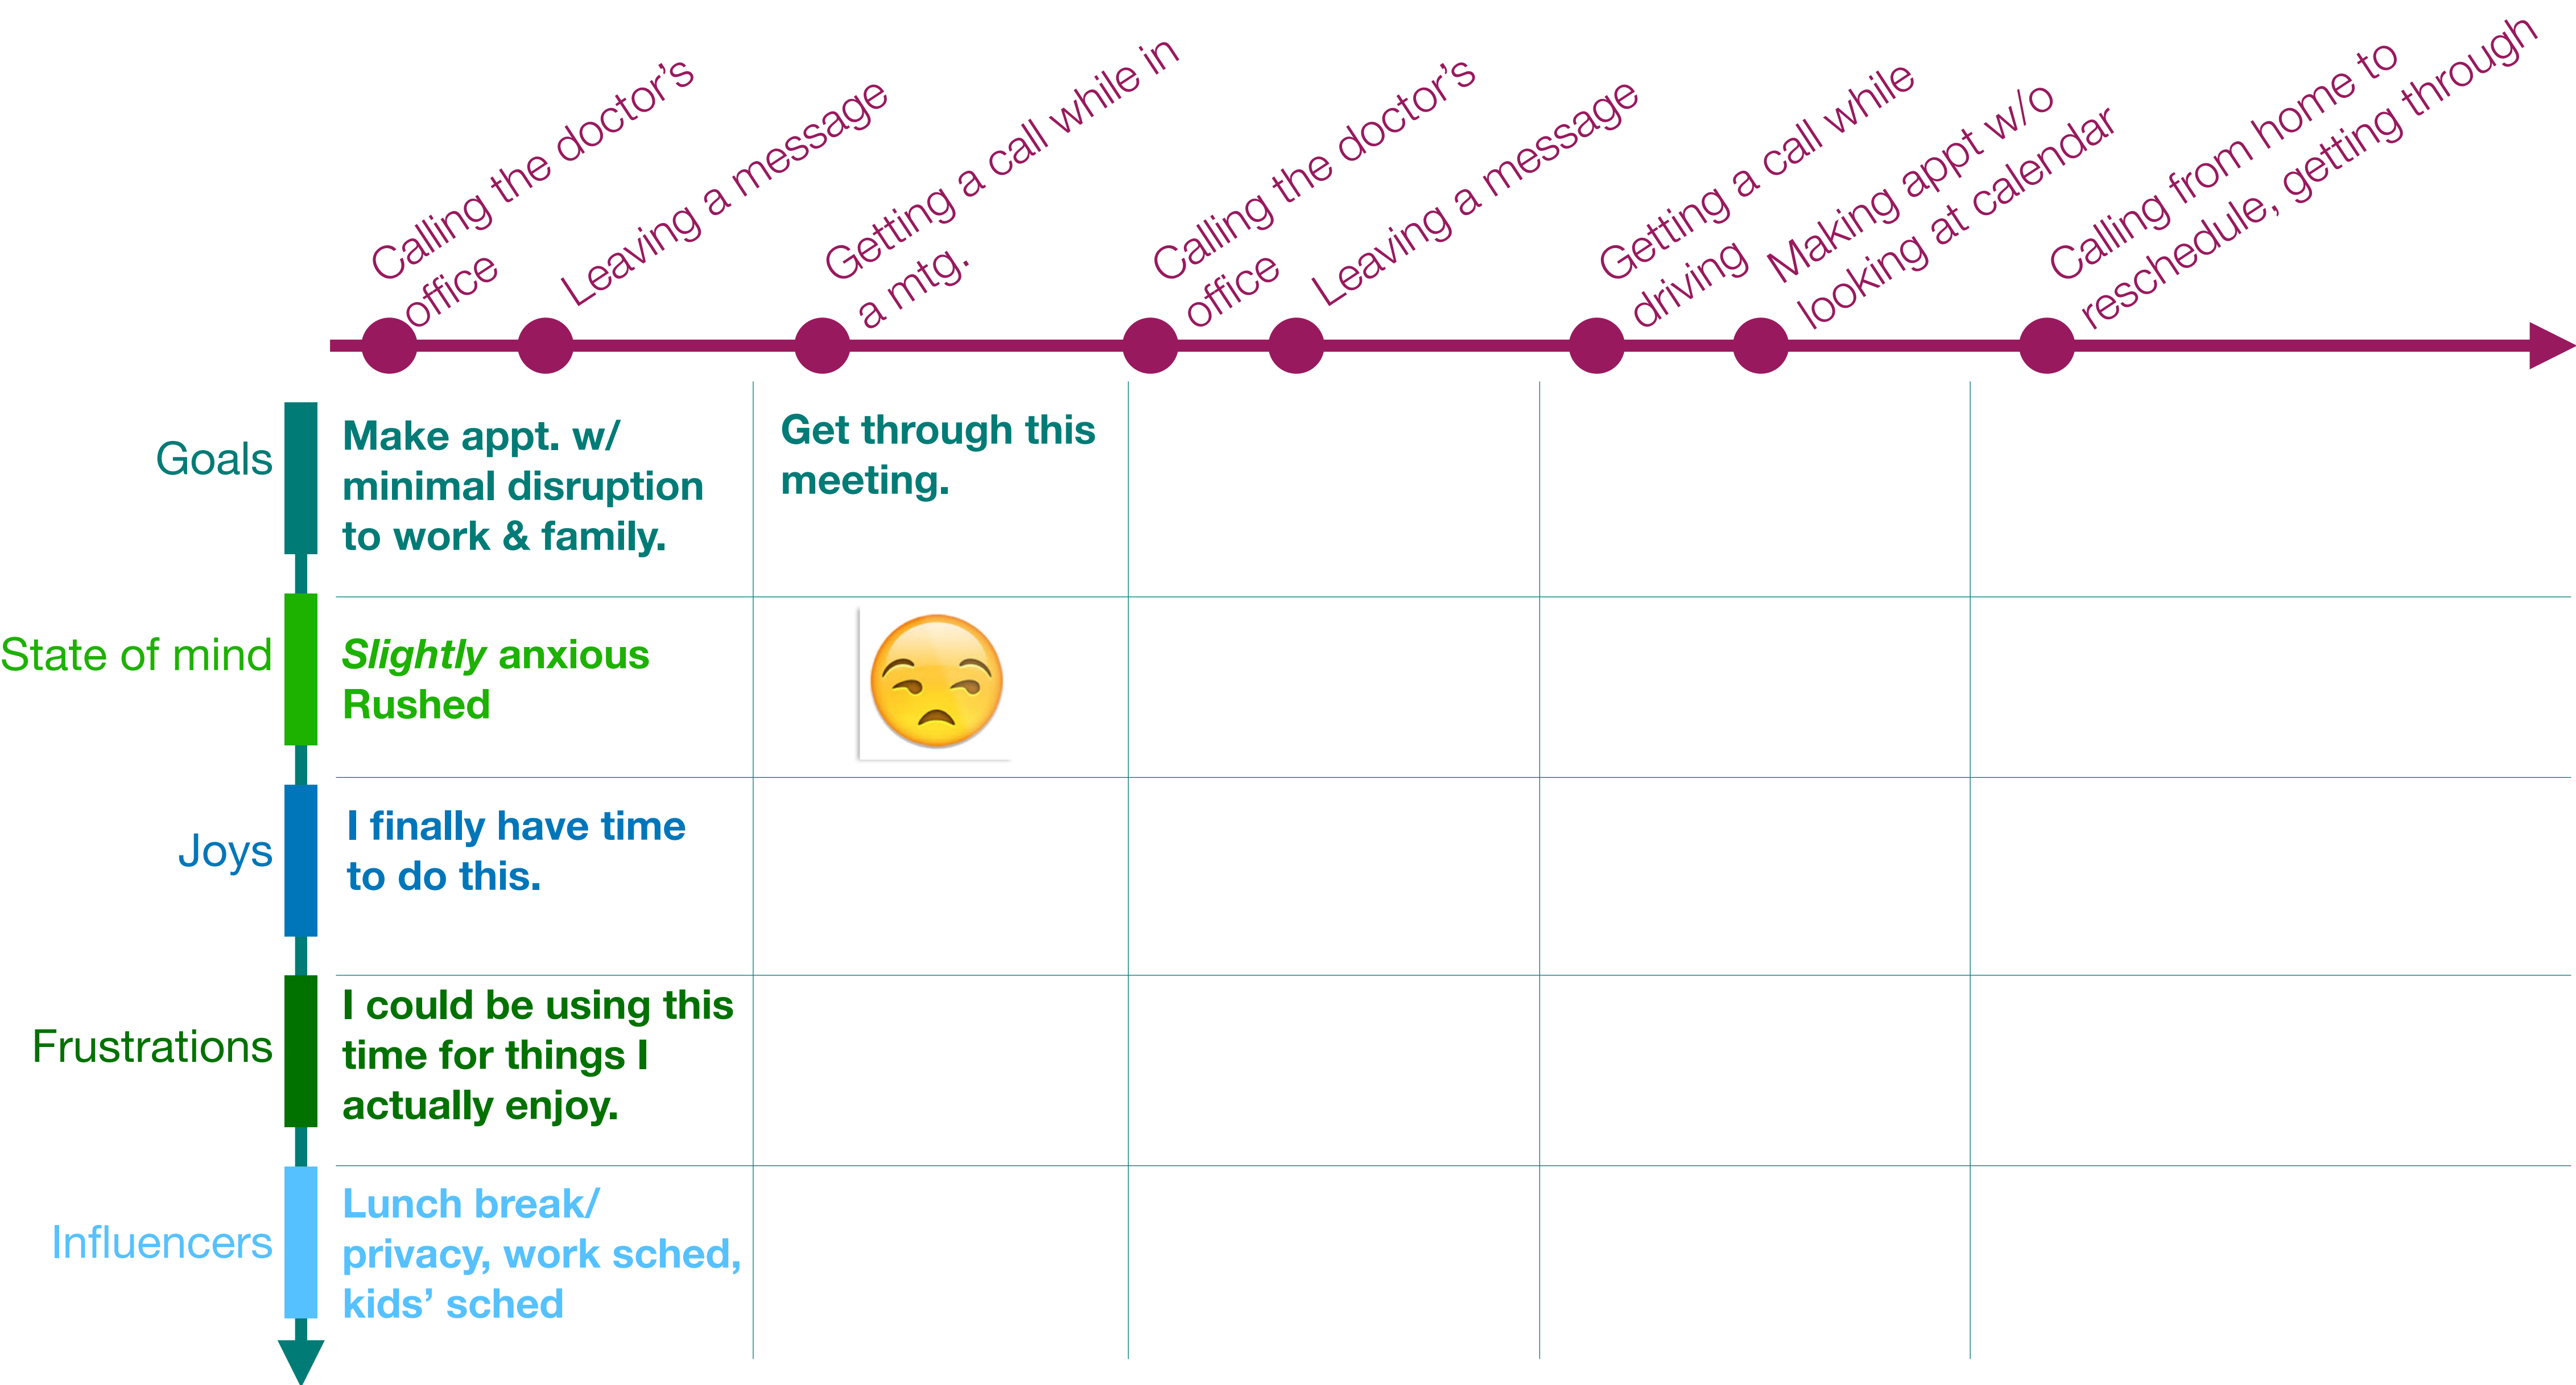 Calling the doctor’s
office
Leaving a message
Getting a call while in
a mtg.
Calling the doctor’s
office
Leaving a message
Getting a call while
driving
Making appt w/o
looking at calendar
Calling from home to
reschedule, getting through
Goals
Make appt. w/
minimal disruption
to work & family.
Get through this
meeting.
State of mind
Slightly anxious
Rushed
Joys
I finally have time
to do this.
Frustrations
I could be using this
time for things I
actually enjoy.
Influencers
Lunch break/
privacy, work sched,
kids’ sched